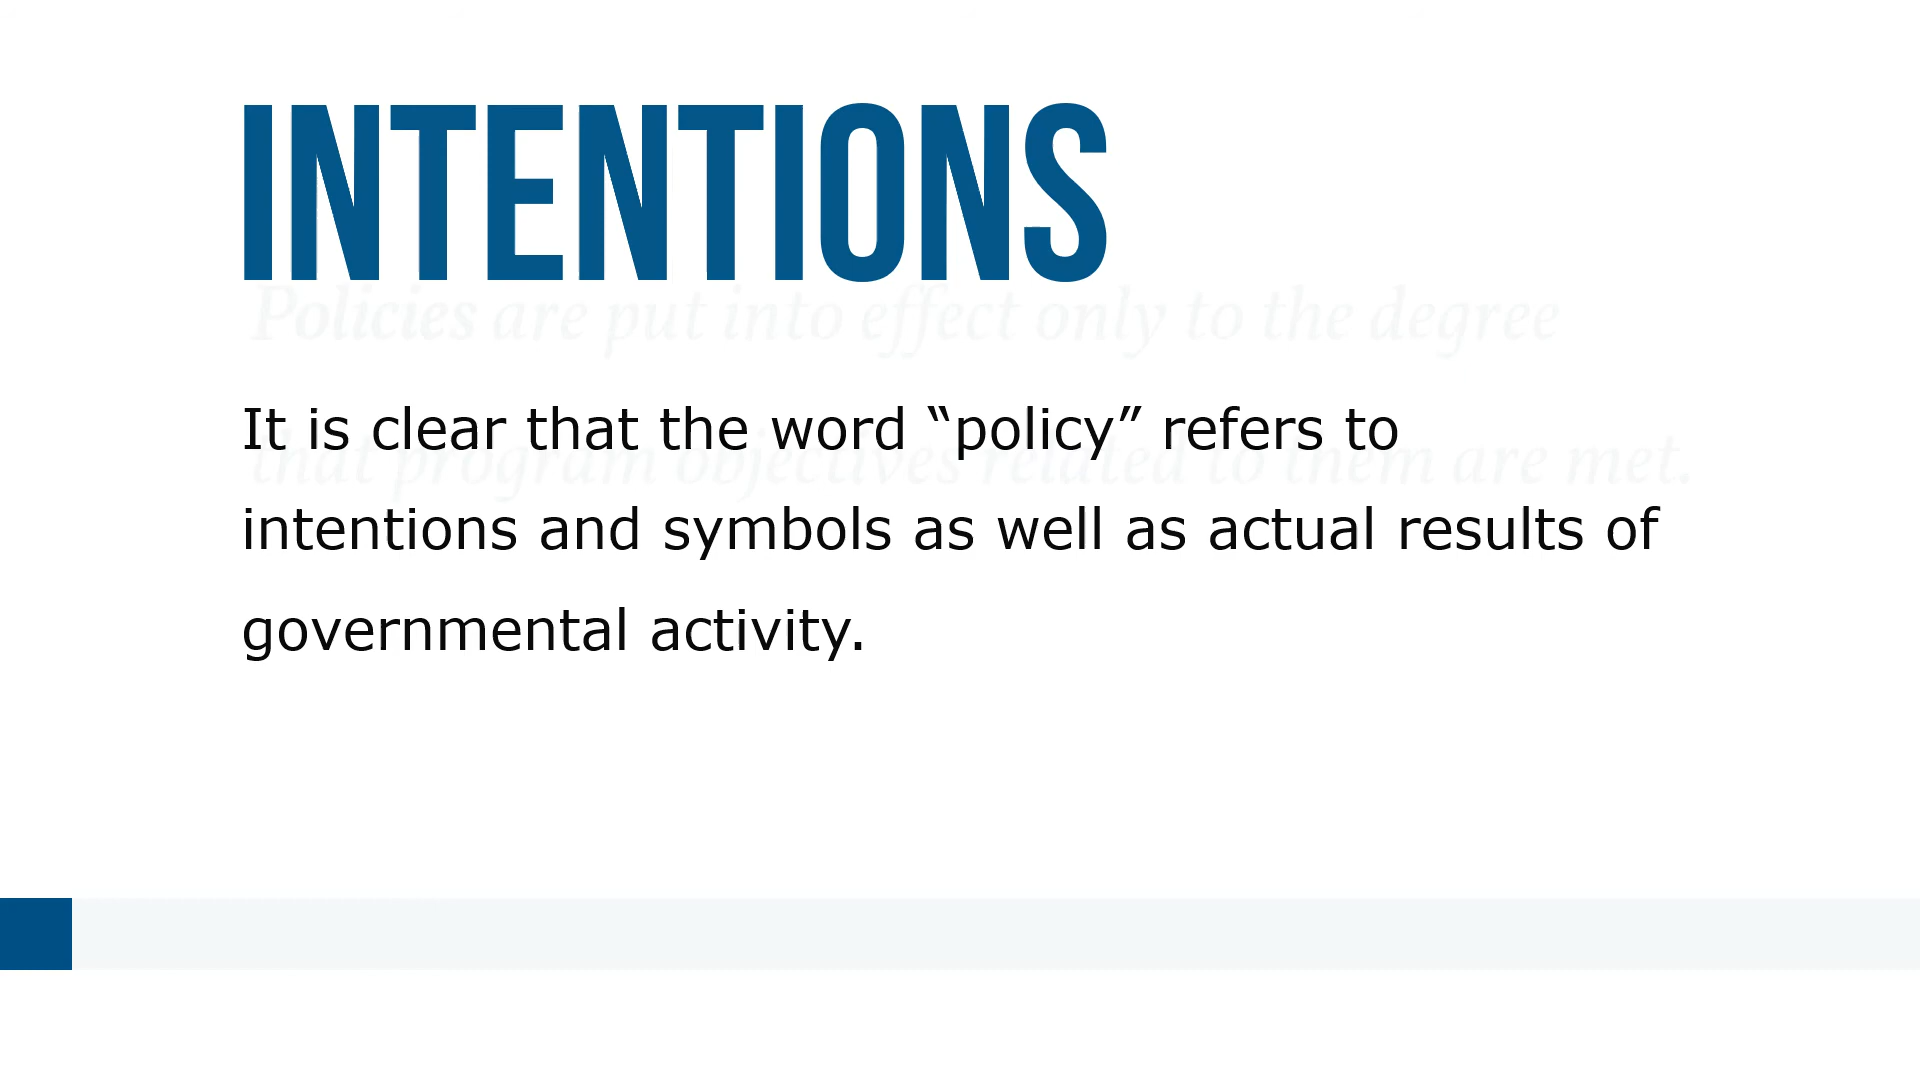 INTENTIONS
Policies are put into effect only to the degree
It is clear that the word “policy” refers to
that program objectives related to them are met.
intentions and symbols as well as actual results of
governmental activity.